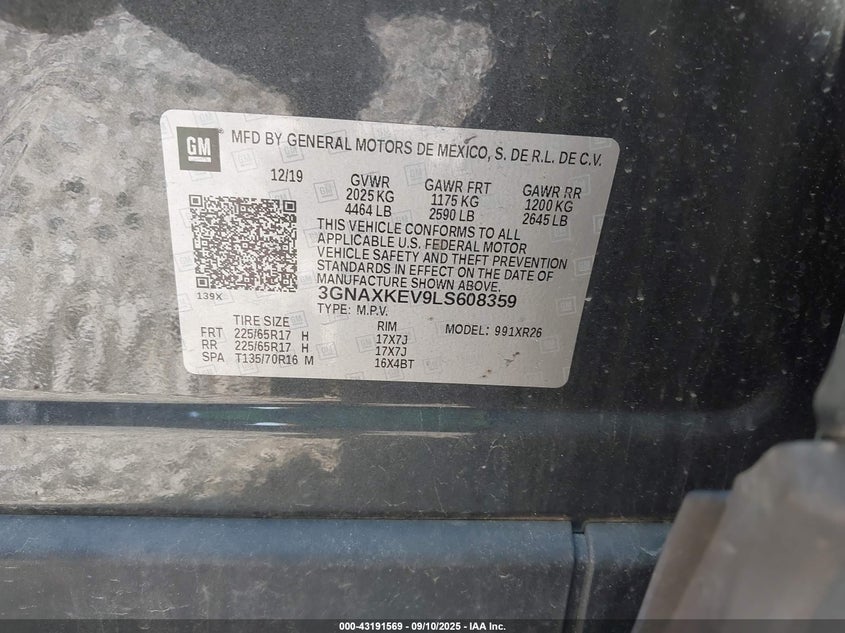 GM
MFD BY GENERAL MOTORS DE MEXICO, S. DE R.L. DE C.V.
12/19 GVWR GAWR FRT GAWR RR
2025 KG 1175 KG 1200 KG
4464 LB 2590 LB 2645 LB
THIS VEHICLE CONFORMS TO ALL
APPLICABLE U.S. FEDERAL MOTOR
VEHICLE SAFETY AND THEFT PREVENTION
STANDARDS IN EFFECT ON THE DATE OF
MANUFACTURE SHOWN ABOVE.
139X
3GNAXKEV9LS608359
TYPE: M.P.V.
TIRE SIZE RIM MODEL: 991XR26
FRT 225/65R17 H 17X7J
RR 225/65R17 H 17X7J
SPA T135/70R16 M 16X4BT
000-43191569 - 09/10/2025 - IAA Inc.